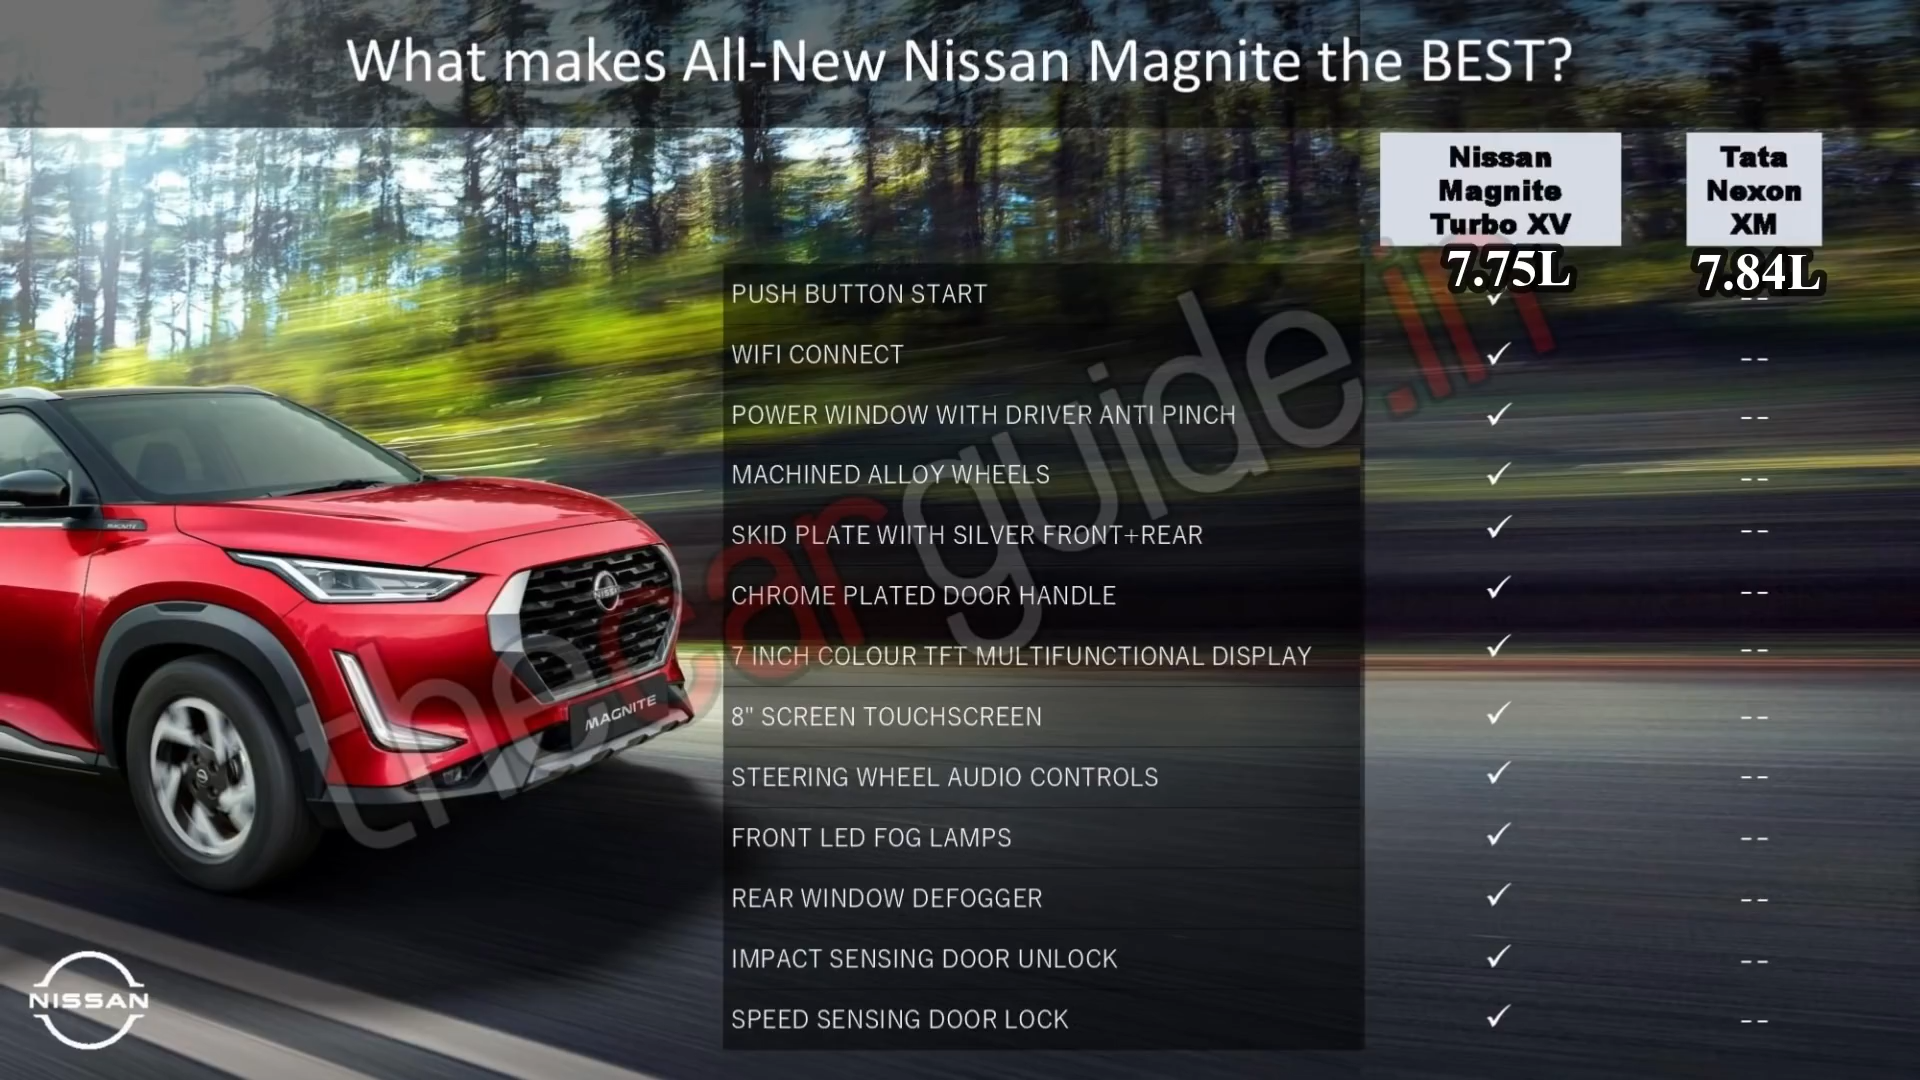 What makes All-New Nissan Magnite the BEST?
Nissan
Magnite
Turbo XV
7.75L
Tata
Nexon
XM
7.84L
PUSH BUTTON START ✓ --
WIFI CONNECT ✓ --
POWER WINDOW WITH DRIVER ANTI PINCH ✓ --
MACHINED ALLOY WHEELS ✓ --
SKID PLATE WIITH SILVER FRONT+REAR ✓ --
CHROME PLATED DOOR HANDLE ✓ --
7 INCH COLOUR TFT MULTIFUNCTIONAL DISPLAY ✓ --
8" SCREEN TOUCHSCREEN ✓ --
STEERING WHEEL AUDIO CONTROLS ✓ --
FRONT LED FOG LAMPS ✓ --
REAR WINDOW DEFOGGER ✓ --
IMPACT SENSING DOOR UNLOCK ✓ --
SPEED SENSING DOOR LOCK ✓ --
thecarguide.in
MAGNITE
NISSAN